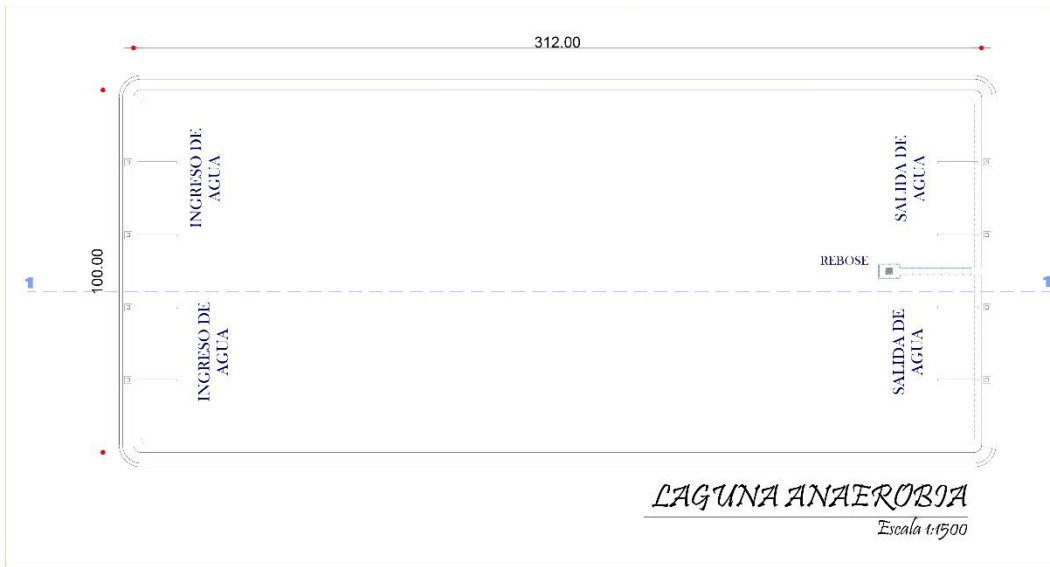 312.00
INGRESO DE
AGUA
SALIDA DE
AGUA
REBOSE
100.00
1
1
INGRESO DE
AGUA
SALIDA DE
AGUA
LAGUNA ANAEROBIA
Escala 1:1500